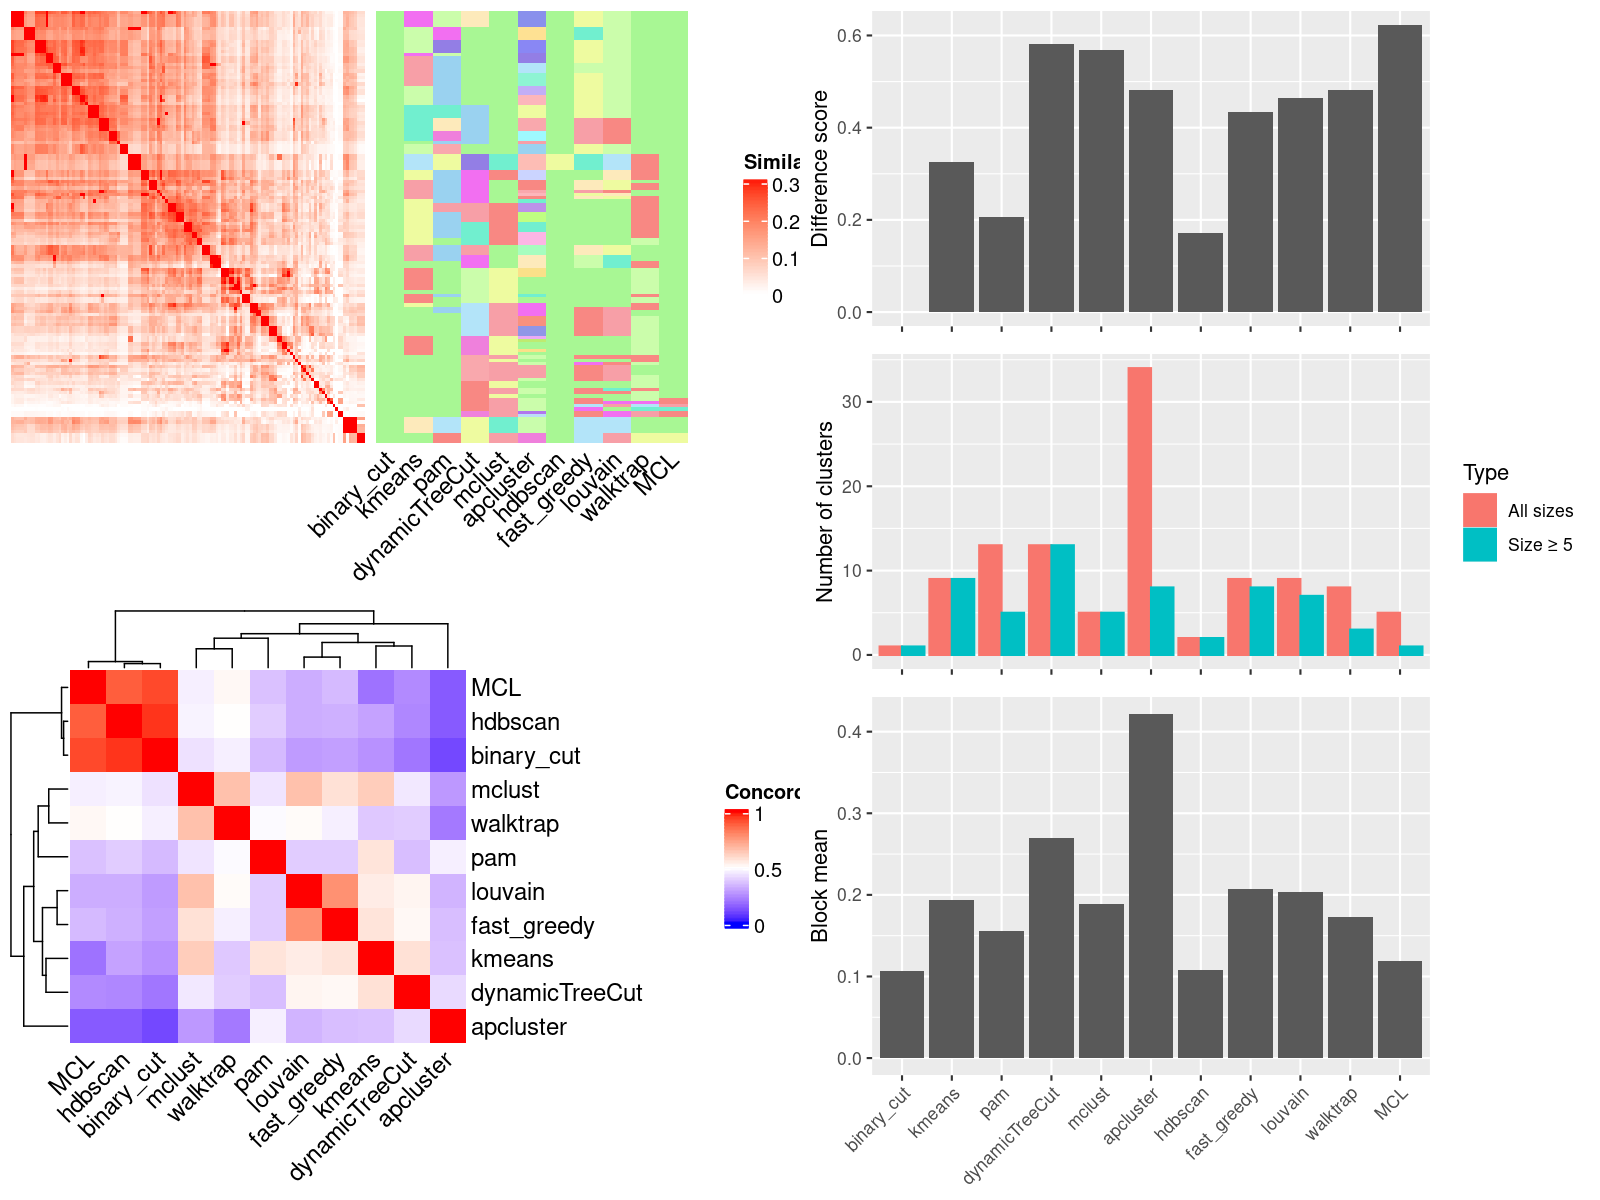 Simila
0.3
0.2
0.1
0
binary_cut
kmeans
pam
dynamicTreeCut
mclust
apcluster
hdbscan
fast_greedy
louvain
walktrap
MCL
Difference score
0.6
0.4
0.2
0.0
Number of clusters
30
20
10
0
Type
All sizes
Size ≥ 5
MCL
hdbscan
binary_cut
mclust
walktrap
pam
louvain
fast_greedy
kmeans
dynamicTreeCut
apcluster
MCL
hdbscan
binary_cut
mclust
walktrap
pam
louvain
fast_greedy
kmeans
dynamicTreeCut
apcluster
Concor
1
0.5
0
Block mean
0.4
0.3
0.2
0.1
0.0
binary_cut
kmeans
pam
dynamicTreeCut
mclust
apcluster
hdbscan
fast_greedy
louvain
walktrap
MCL